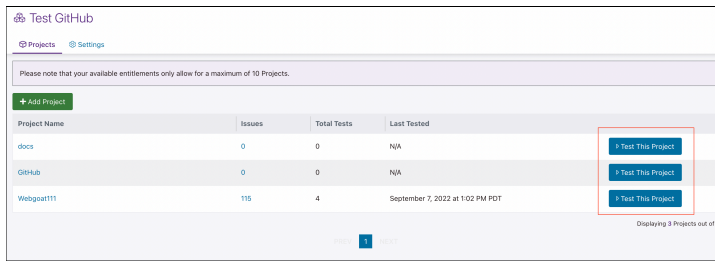 Test GitHub
Projects Settings
Please note that your available entitlements only allow for a maximum of 10 Projects.
+ Add Project
Project Name Issues Total Tests Last Tested
docs 0 0 N/A Test This Project
GitHub 0 0 N/A Test This Project
Webgoat111 115 4 September 7, 2022 at 1:02 PM PDT Test This Project
Displaying 3 Projects out of
PREV 1 NEXT